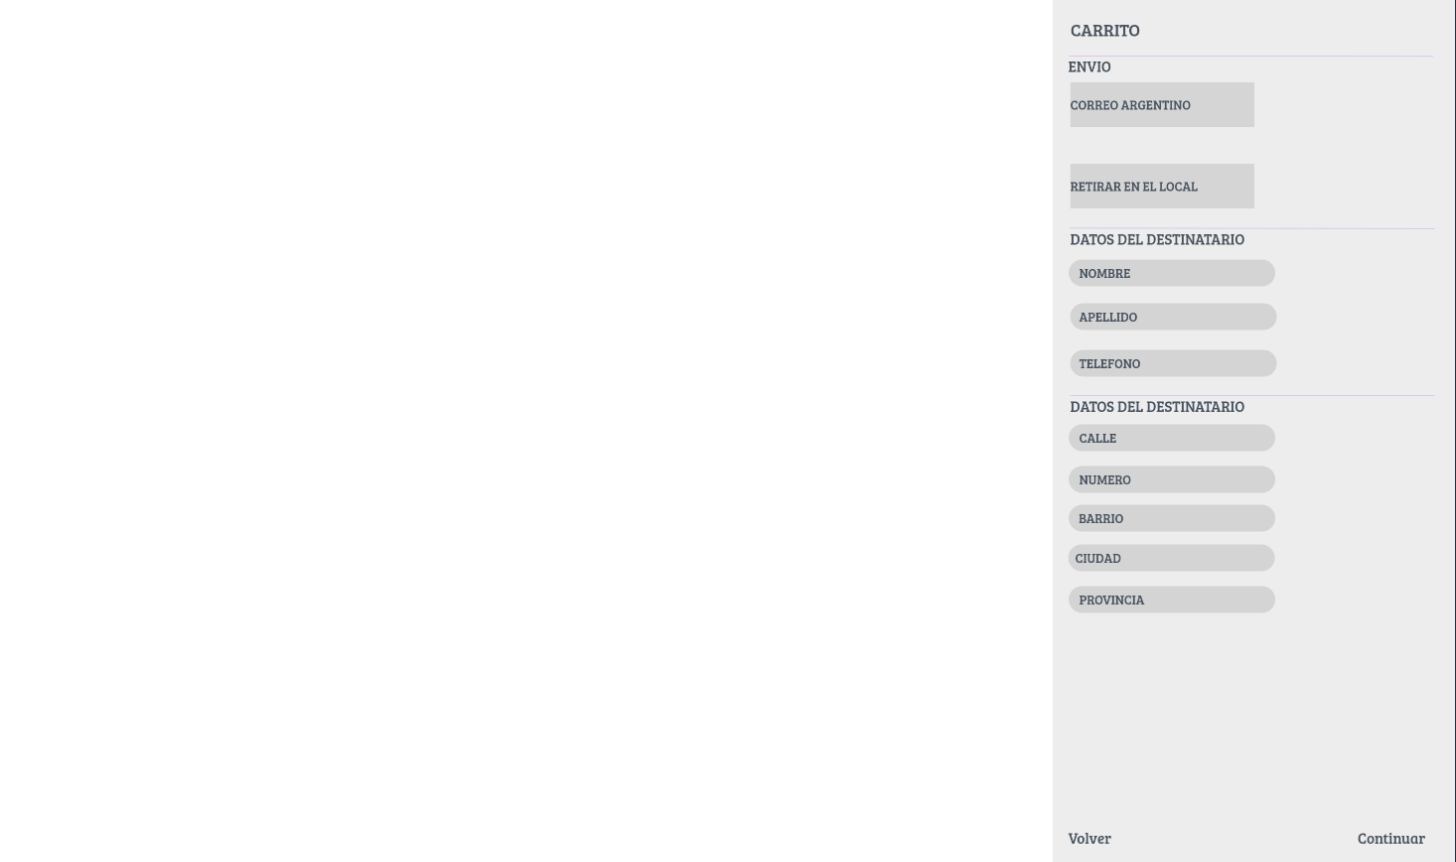 CARRITO
ENVIO
CORREO ARGENTINO
RETIRAR EN EL LOCAL
DATOS DEL DESTINATARIO
NOMBRE
APELLIDO
TELEFONO
DATOS DEL DESTINATARIO
CALLE
NUMERO
BARRIO
CIUDAD
PROVINCIA
Volver Continuar